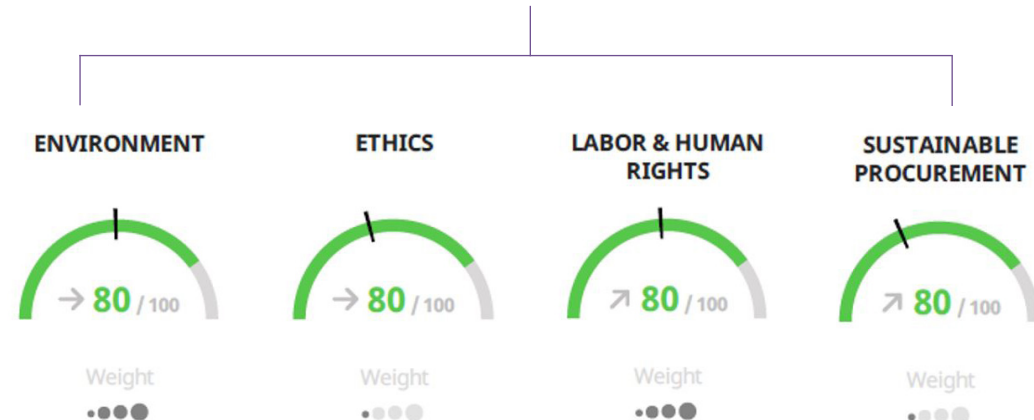 ENVIRONMENT
ETHICS
LABOR & HUMAN
RIGHTS
SUSTAINABLE
PROCUREMENT
→ 80 / 100
→ 80 / 100
↗ 80 / 100
↗ 80 / 100
Weight
Weight
Weight
Weight